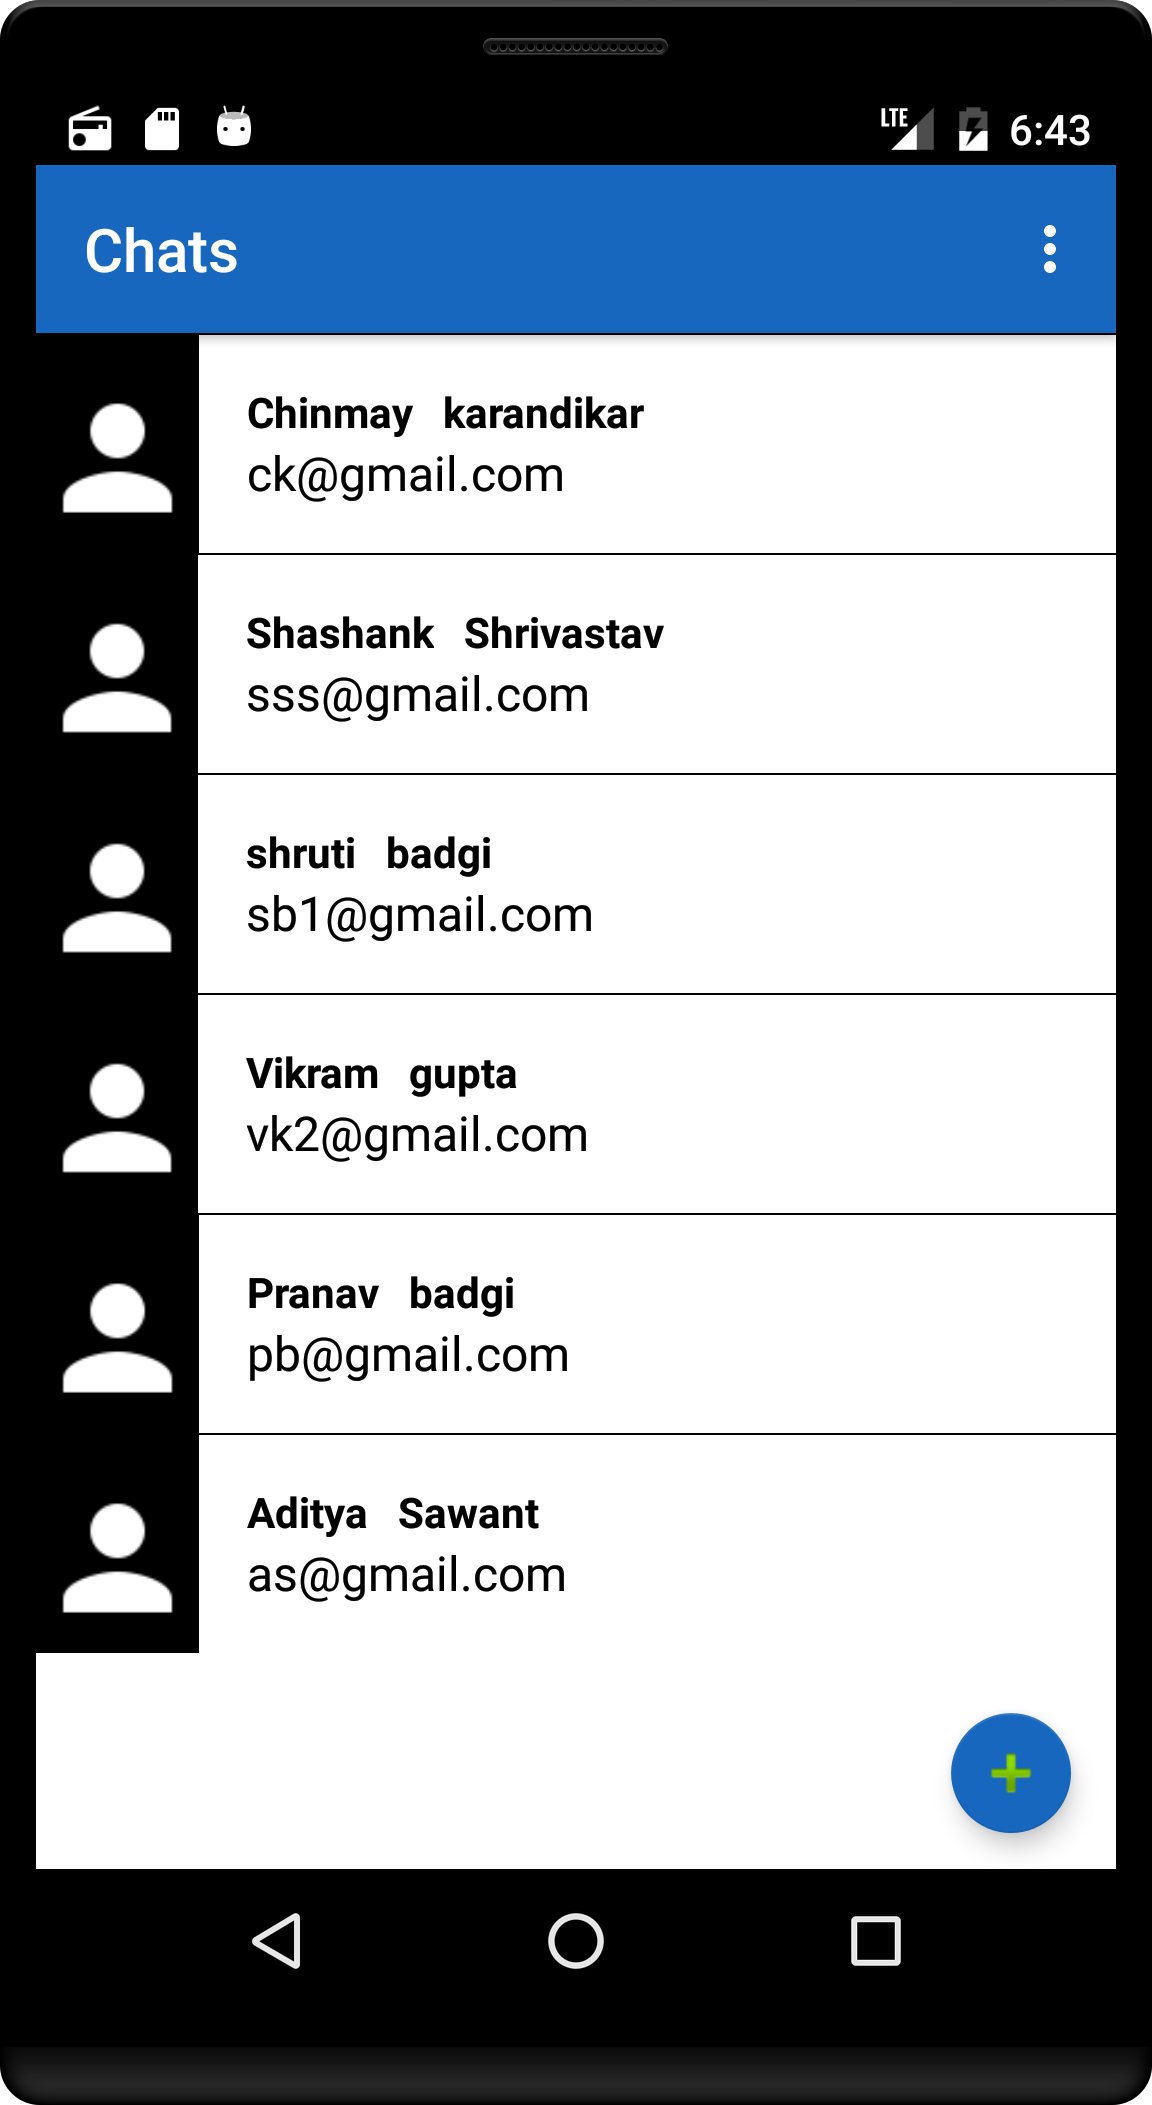 LTE 6:43
Chats
Chinmay karandikar
ck@gmail.com
Shashank Shrivastav
sss@gmail.com
shruti badgi
sb1@gmail.com
Vikram gupta
vk2@gmail.com
Pranav badgi
pb@gmail.com
Aditya Sawant
as@gmail.com